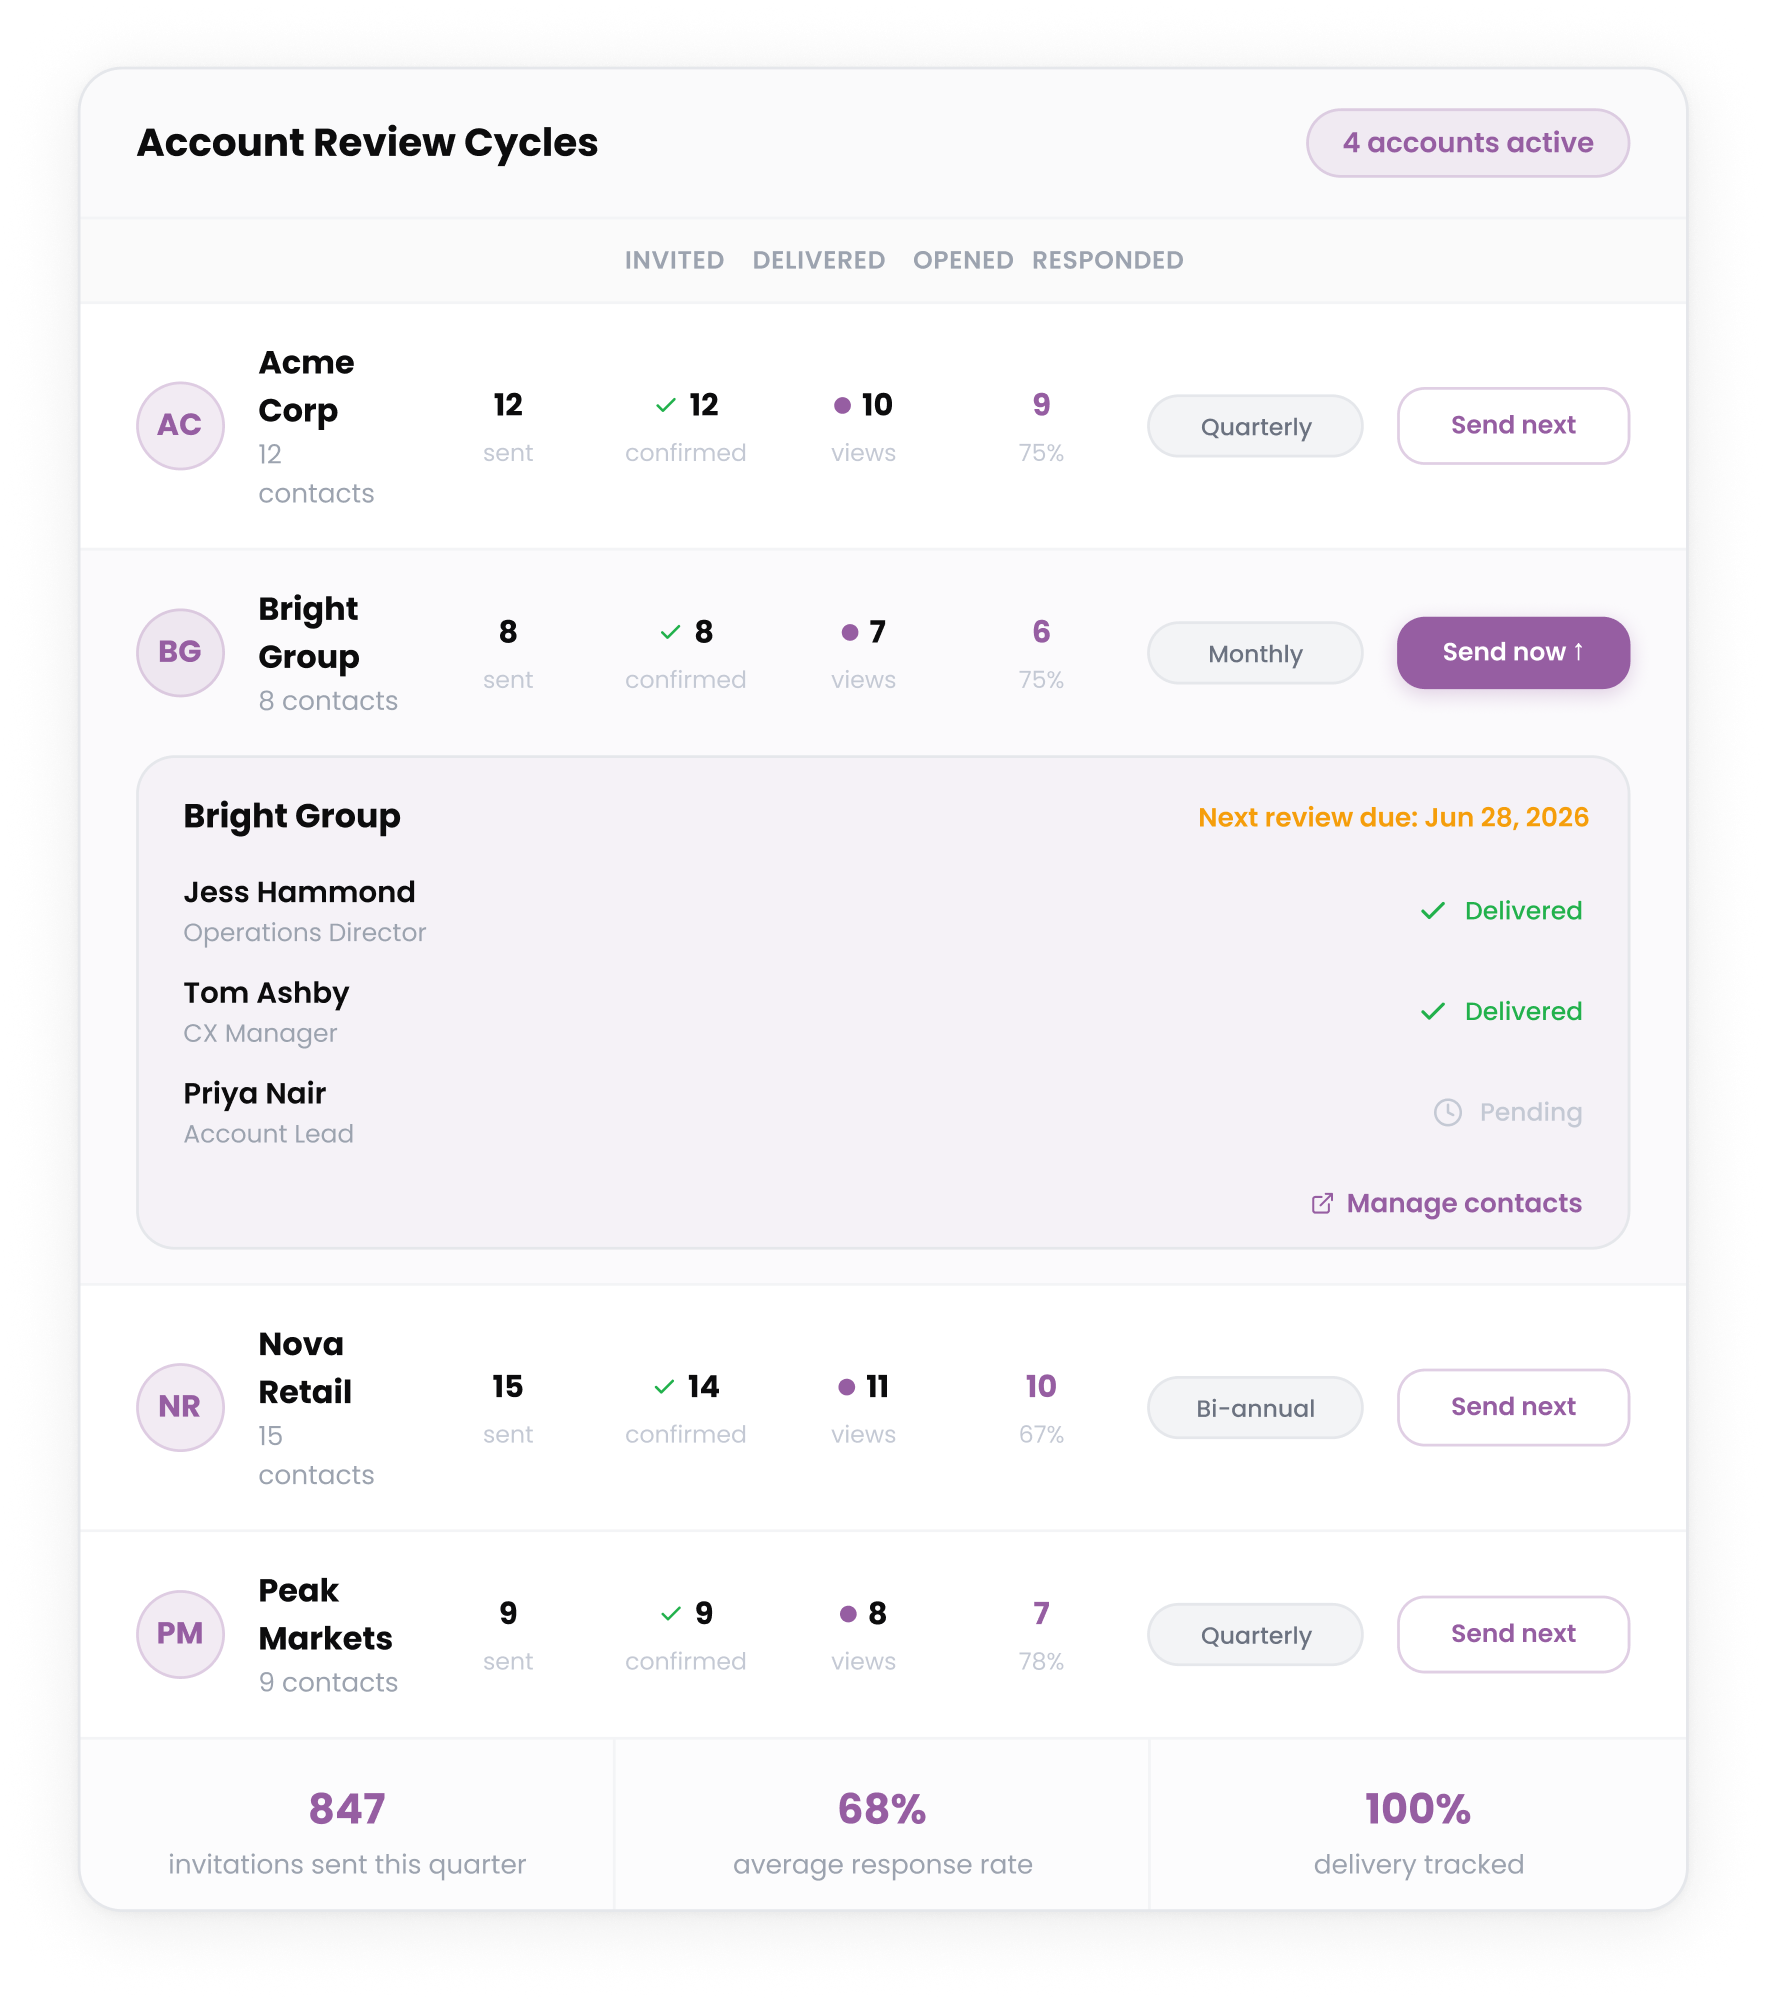 Account Review Cycles
4 accounts active
INVITED DELIVERED OPENED RESPONDED
AC
Acme
Corp
12
contacts
12
sent
12
confirmed
10
views
9
75%
Quarterly
Send next
BG
Bright
Group
8 contacts
8
sent
8
confirmed
7
views
6
75%
Monthly
Send now ↑
Bright Group
Next review due: Jun 28, 2026
Jess Hammond
Operations Director
Delivered
Tom Ashby
CX Manager
Delivered
Priya Nair
Account Lead
Pending
Manage contacts
NR
Nova
Retail
15
contacts
15
sent
14
confirmed
11
views
10
67%
Bi-annual
Send next
PM
Peak
Markets
9 contacts
9
sent
9
confirmed
8
views
7
78%
Quarterly
Send next
847
invitations sent this quarter
68%
average response rate
100%
delivery tracked